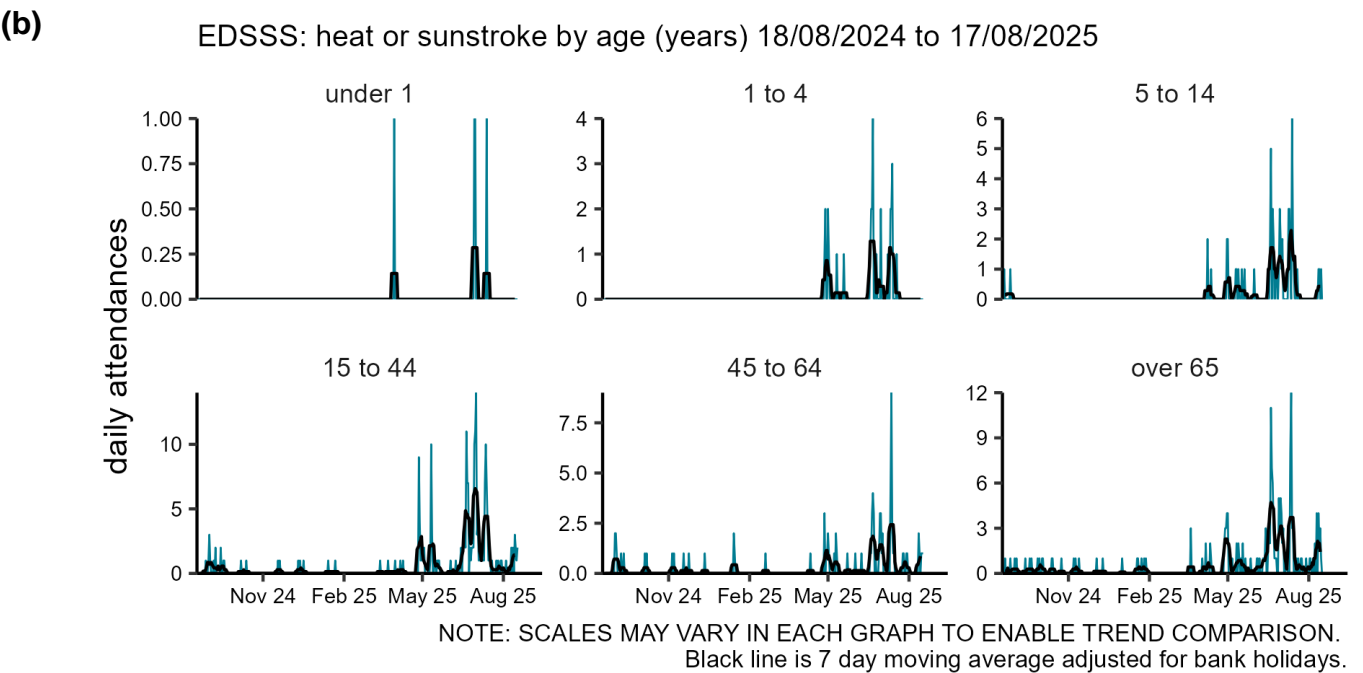 (b)
EDSSS: heat or sunstroke by age (years) 18/08/2024 to 17/08/2025
daily attendances
under 1
1.00
0.75
0.50
0.25
0.00
1 to 4
4
3
2
1
0
5 to 14
6
5
4
3
2
1
0
15 to 44
10
5
0
Nov 24 Feb 25 May 25 Aug 25
45 to 64
7.5
5.0
2.5
0.0
Nov 24 Feb 25 May 25 Aug 25
over 65
12
9
6
3
0
Nov 24 Feb 25 May 25 Aug 25
NOTE: SCALES MAY VARY IN EACH GRAPH TO ENABLE TREND COMPARISON.
Black line is 7 day moving average adjusted for bank holidays.